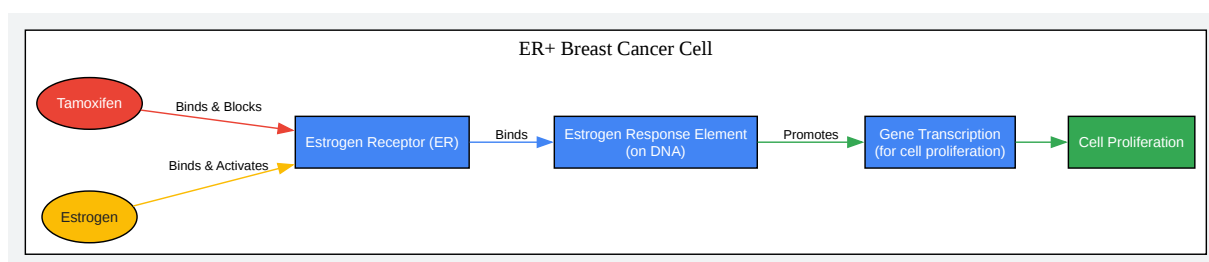 ER+ Breast Cancer Cell
Tamoxifen
Binds & Blocks
Estrogen Receptor (ER)
Binds
Estrogen Response Element
(on DNA)
Promotes
Gene Transcription
(for cell proliferation)
Cell Proliferation
Binds & Activates
Estrogen